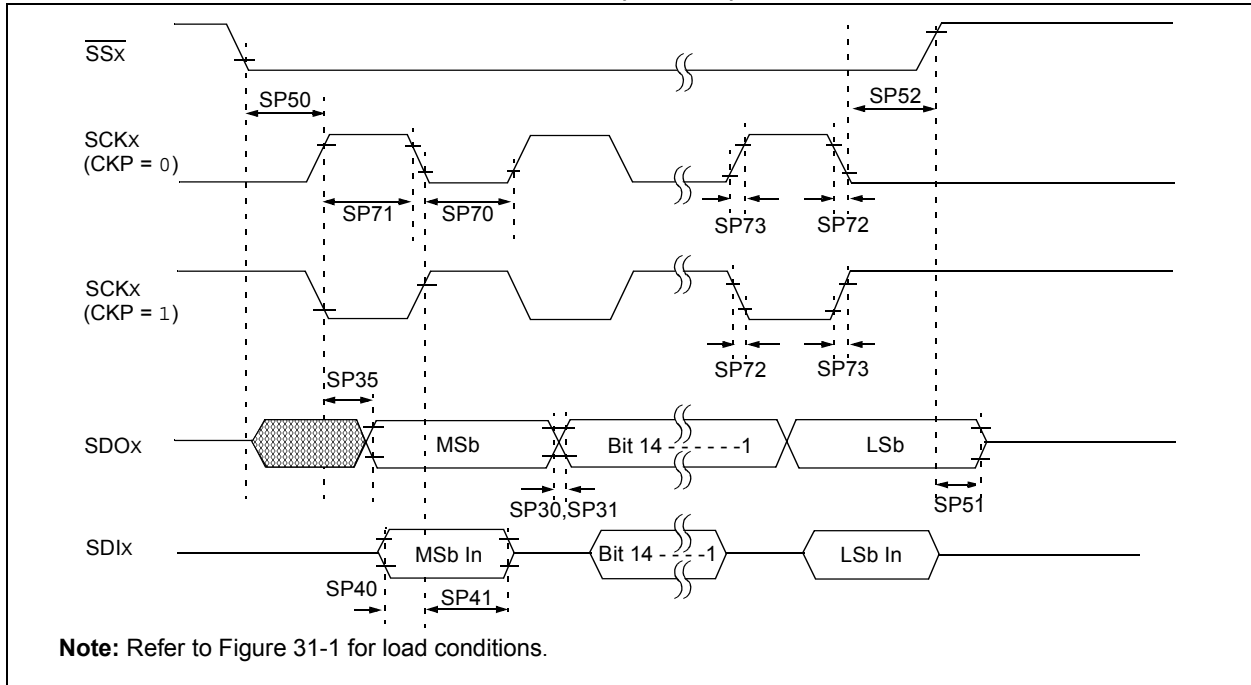 SSX
SP50
SP52
SCKX
(CKP = 0)
SP71
SP70
SP73
SP72
SCKX
(CKP = 1)
SP72
SP73
SP35
SDOX
MSb
Bit 14 - - - - - -1
LSb
SP30,SP31
SP51
SDIX
MSb In
Bit 14 - - - -1
LSb In
SP40
SP41
Note: Refer to Figure 31-1 for load conditions.